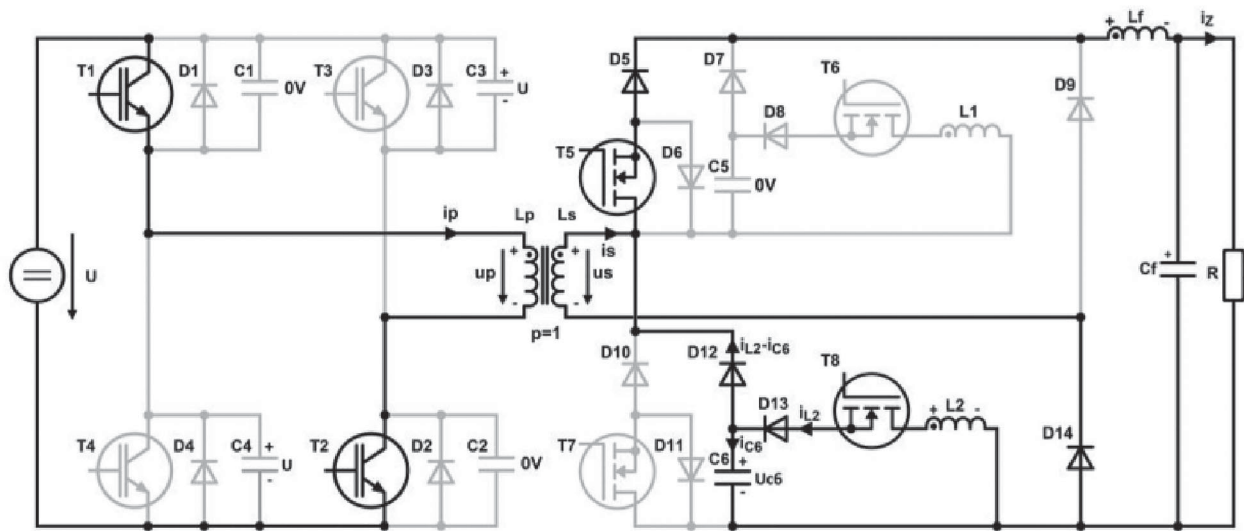 Lf
+ -
iz
T1
D1
C1
0V
T3
D3
C3
+
U
-
D5
D7
T6
D8
L1
D9
T5
D6
C5
0V
U
ip
Lp
Ls
is
up
+
-
us
+
-
p=1
Cf
+
R
D10
D12
iL2-iC6
T8
D13
iL2
+ L2 -
iC6
T4
D4
C4
+
U
-
T2
D2
C2
0V
T7
D11
C6
+
Uc6
-
D14